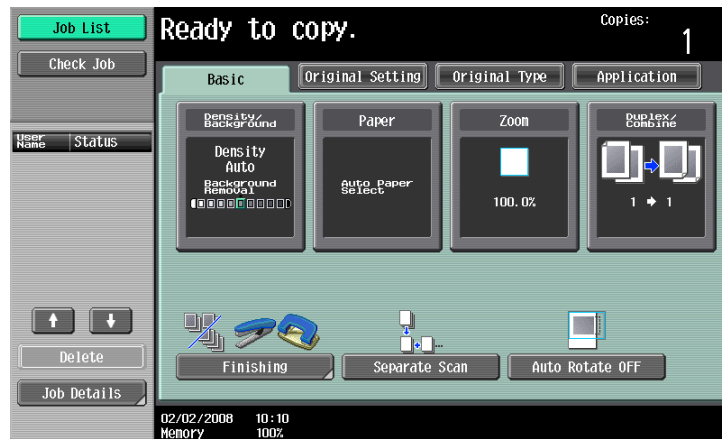 Job List
Ready to copy.
Copies:
1
Check Job
Basic
Original Setting
Original Type
Application
User
Name
Status
Density/
Background
Paper
Zoom
Duplex/
Combine
Density
Auto
Background
Removal
Auto Paper
Select
100.0%
1 → 1
Delete
Finishing
Separate Scan
Auto Rotate OFF
Job Details
02/02/2008 10:10
Memory 100%